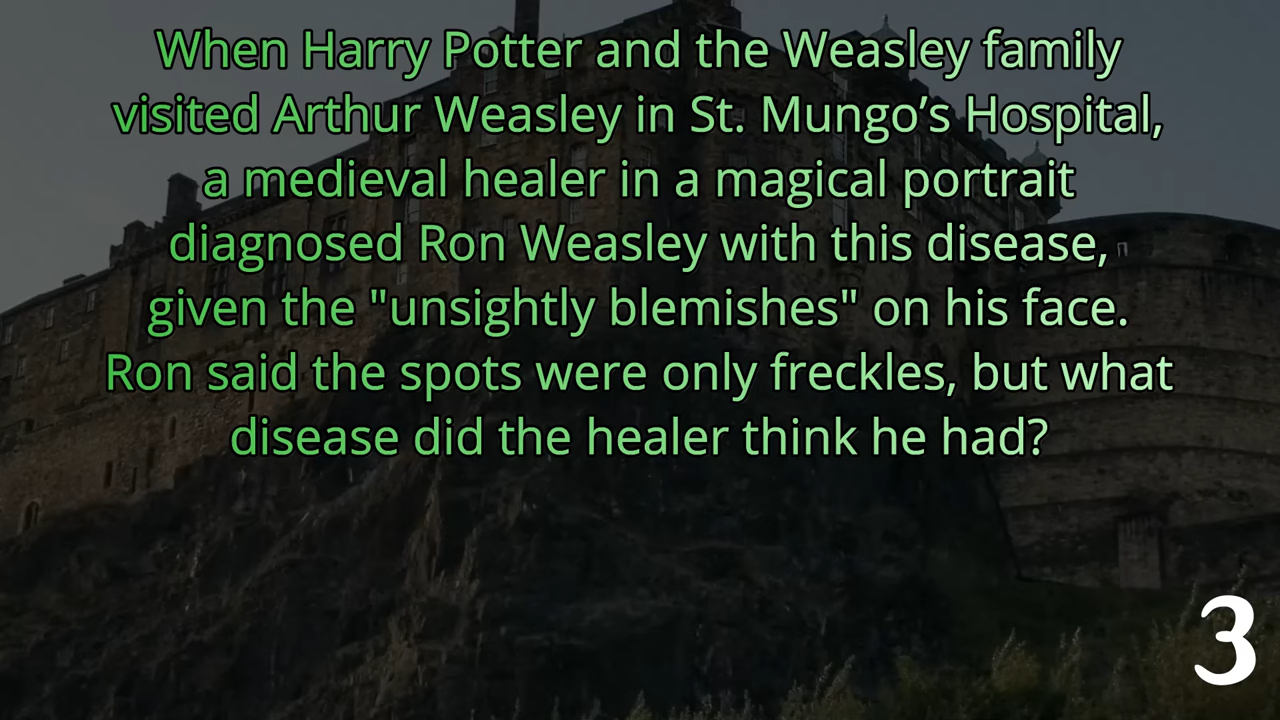 When Harry Potter and the Weasley family
visited Arthur Weasley in St. Mungo’s Hospital,
a medieval healer in a magical portrait
diagnosed Ron Weasley with this disease,
given the "unsightly blemishes" on his face.
Ron said the spots were only freckles, but what
disease did the healer think he had?
3